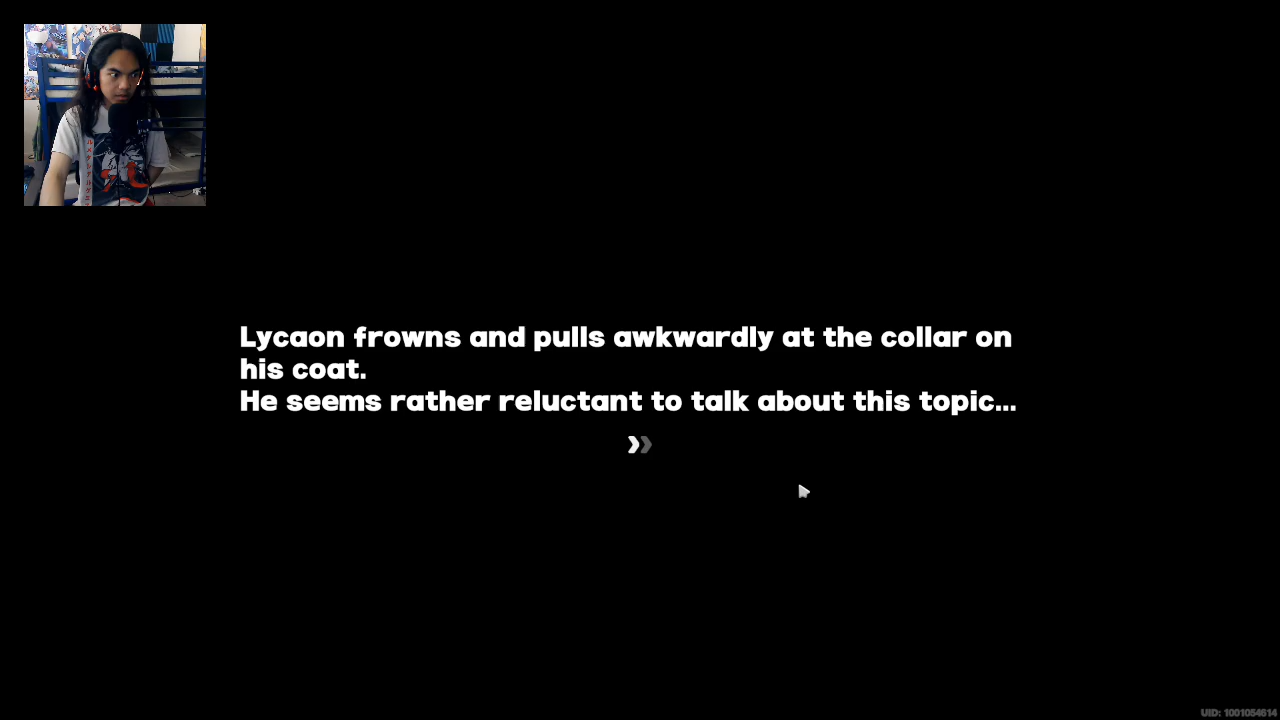 Lycaon frowns and pulls awkwardly at the collar on
his coat.
He seems rather reluctant to talk about this topic...
UID: 1001054614